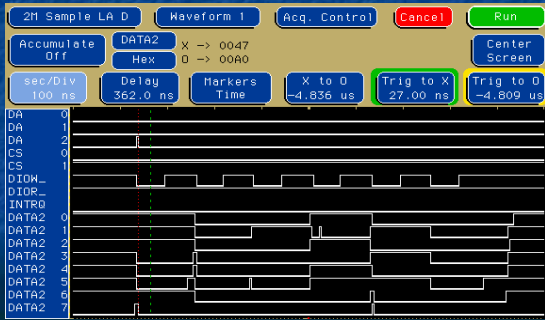 2M Sample LA D Waveform 1 Acq. Control Cancel Run
Accumulate Off DATA2 X -> 0047 Center Screen
Hex O -> 00A0
sec/Div 100 ns Delay 362.0 ns Markers Time X to O -4.836 us Trig to X 27.00 ns Trig to O -4.809 us
DA 0
DA 1
DA 2
CS 0
CS 1
DIOW_
DIOR_
INTRQ
DATA2 0
DATA2 1
DATA2 2
DATA2 3
DATA2 4
DATA2 5
DATA2 6
DATA2 7